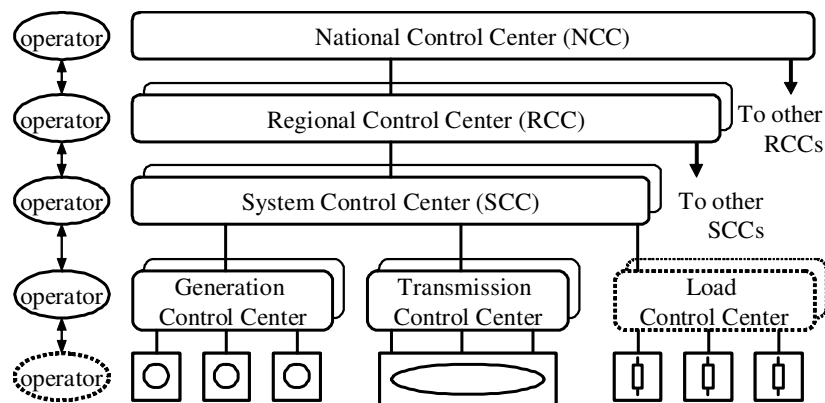 operator
National Control Center (NCC)
operator
Regional Control Center (RCC)
To other
RCCs
operator
System Control Center (SCC)
To other
SCCs
operator
Generation
Control Center
Transmission
Control Center
Load
Control Center
operator